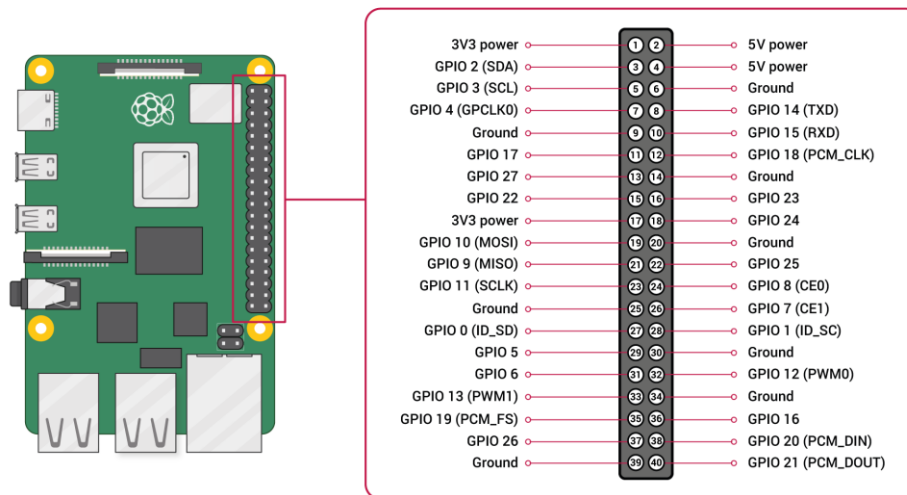 3V3 power 1 2 5V power
GPIO 2 (SDA) 3 4 5V power
GPIO 3 (SCL) 5 6 Ground
GPIO 4 (GPCLK0) 7 8 GPIO 14 (TXD)
Ground 9 10 GPIO 15 (RXD)
GPIO 17 11 12 GPIO 18 (PCM_CLK)
GPIO 27 13 14 Ground
GPIO 22 15 16 GPIO 23
3V3 power 17 18 GPIO 24
GPIO 10 (MOSI) 19 20 Ground
GPIO 9 (MISO) 21 22 GPIO 25
GPIO 11 (SCLK) 23 24 GPIO 8 (CE0)
Ground 25 26 GPIO 7 (CE1)
GPIO 0 (ID_SD) 27 28 GPIO 1 (ID_SC)
GPIO 5 29 30 Ground
GPIO 6 31 32 GPIO 12 (PWM0)
GPIO 13 (PWM1) 33 34 Ground
GPIO 19 (PCM_FS) 35 36 GPIO 16
GPIO 26 37 38 GPIO 20 (PCM_DIN)
Ground 39 40 GPIO 21 (PCM_DOUT)